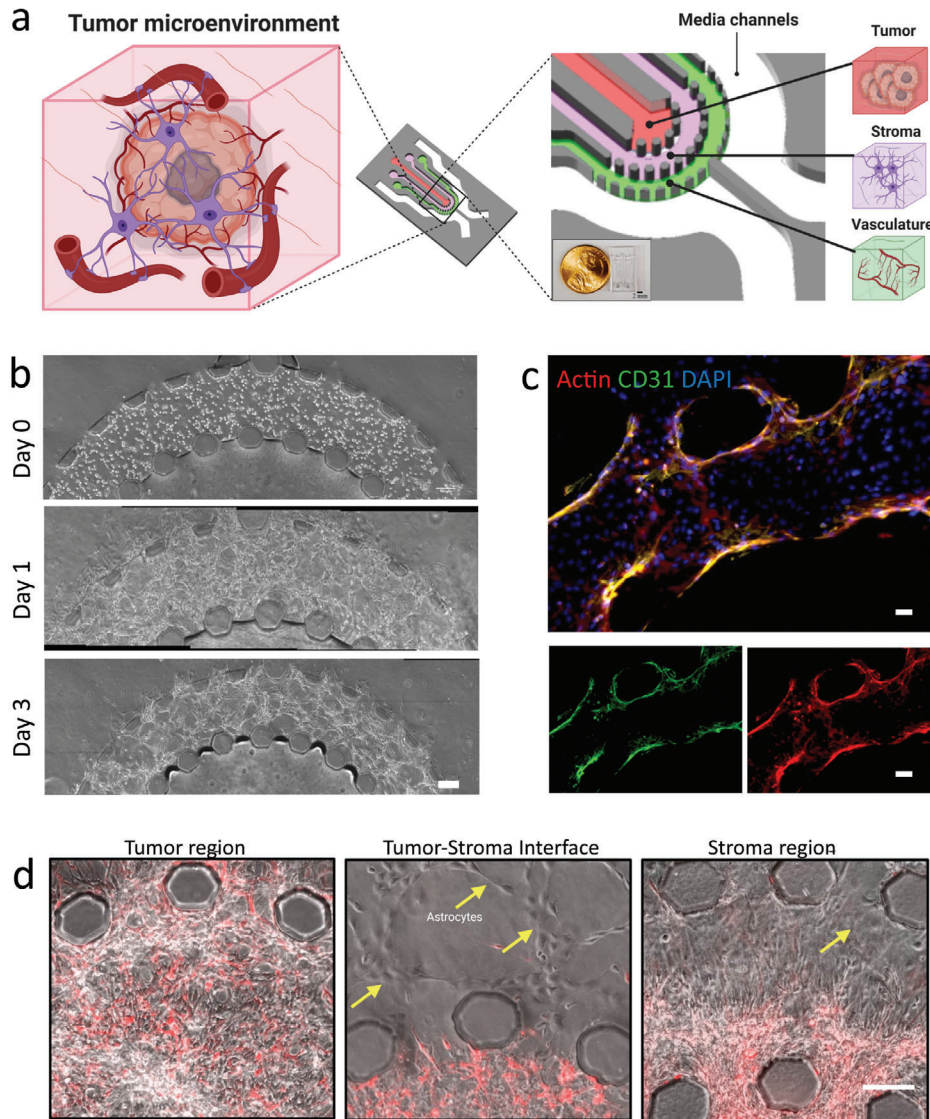 a
Tumor microenvironment
Media channels
Tumor
Stroma
Vasculature
2 mm
b
Day 0
Day 1
Day 3
c
Actin CD31 DAPI
d
Tumor region
Tumor-Stroma Interface
Stroma region
Astrocytes